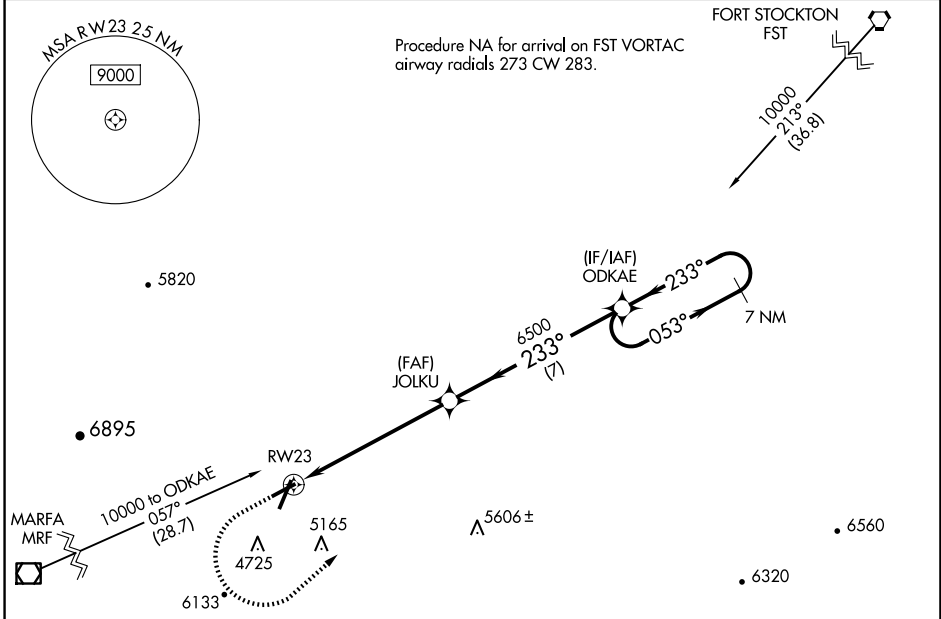 MSA RW23 25 NM
9000
Procedure NA for arrival on FST VORTAC
airway radials 273 CW 283.
FORT STOCKTON
FST
10000
213°
(36.8)
5820
(IF/IAF)
ODKAE
233°
053°
7 NM
6500
233°
(7)
(FAF)
JOLKU
6895
RW23
10000 to ODKAE
057°
(28.7)
MARFA
MRF
4725
5165
5606 ±
6560
6320
6133